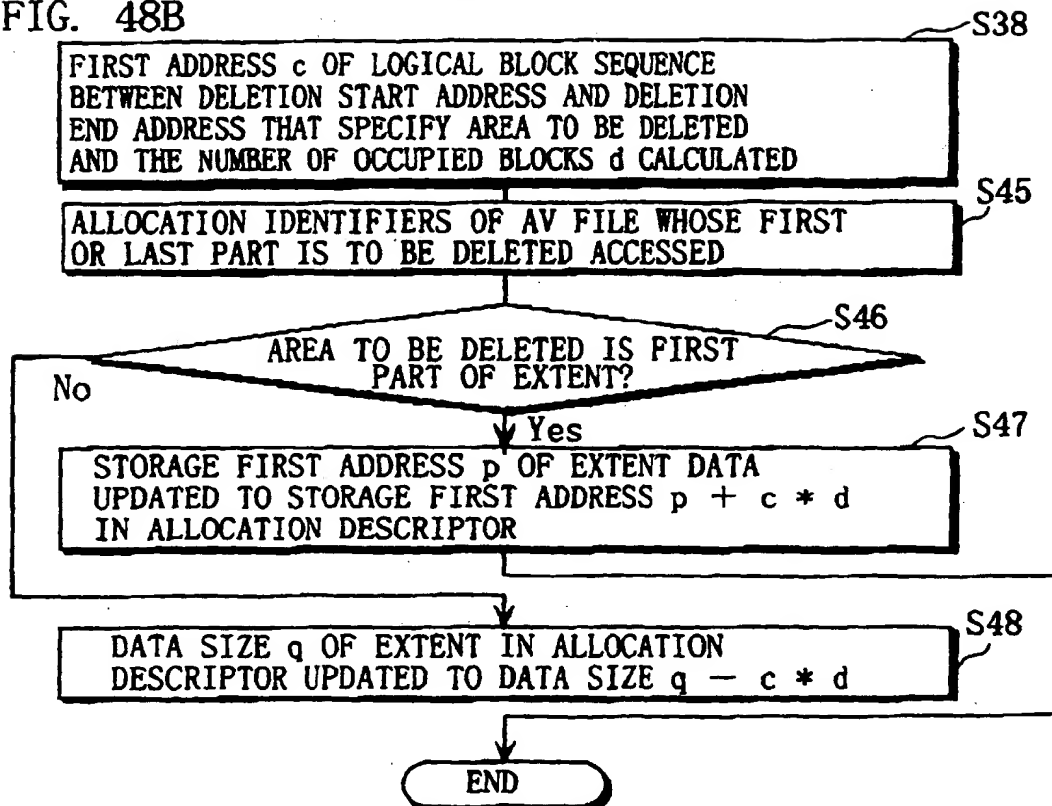 FIG. 48B
S38
FIRST ADDRESS c OF LOGICAL BLOCK SEQUENCE
BETWEEN DELETION START ADDRESS AND DELETION
END ADDRESS THAT SPECIFY AREA TO BE DELETED
AND THE NUMBER OF OCCUPIED BLOCKS d CALCULATED
S45
ALLOCATION IDENTIFIERS OF AV FILE WHOSE FIRST
OR LAST PART IS TO BE DELETED ACCESSED
S46
AREA TO BE DELETED IS FIRST
PART OF EXTENT?
No
Yes
S47
STORAGE FIRST ADDRESS p OF EXTENT DATA
UPDATED TO STORAGE FIRST ADDRESS p + c * d
IN ALLOCATION DESCRIPTOR
S48
DATA SIZE q OF EXTENT IN ALLOCATION
DESCRIPTOR UPDATED TO DATA SIZE q - c * d
END